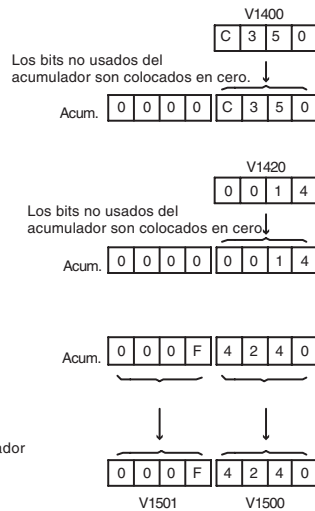 V1400
C 3 5 0
Los bits no usados del
acumulador son colocados en cero.
Acum. 0 0 0 0 C 3 5 0
V1420
0 0 1 4
Los bits no usados del
acumulador son colocados en cero
Acum. 0 0 0 0 0 0 1 4
Acum. 0 0 0 F 4 2 4 0
ador
0 0 0 F 4 2 4 0
V1501 V1500